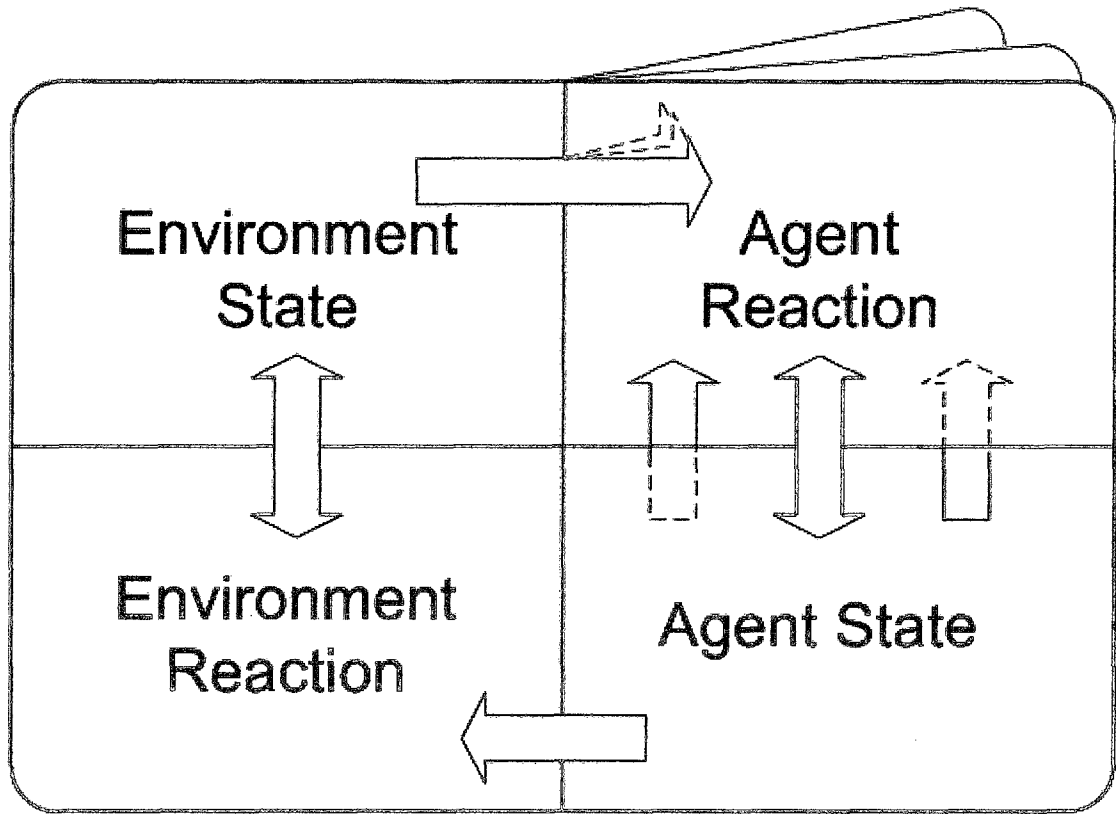 Environment
State
Agent
Reaction
Environment
Reaction
Agent State